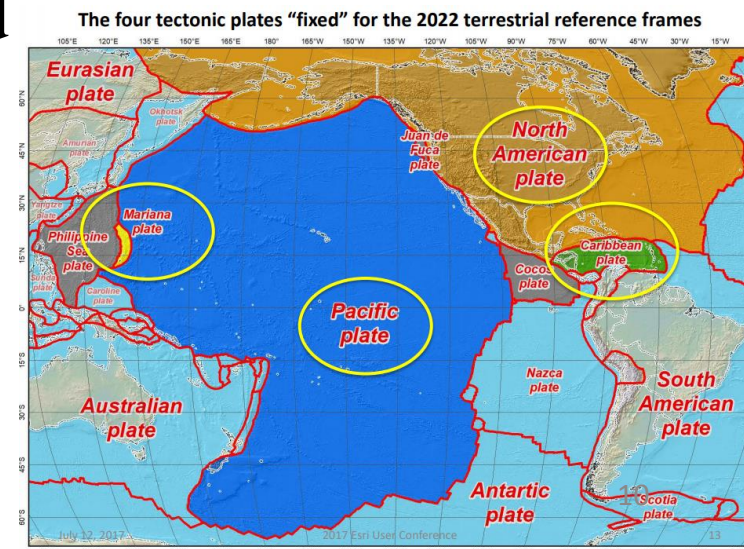 The four tectonic plates “fixed” for the 2022 terrestrial reference frames
105°E 120°E 135°E 150°E 165°E 180° 165°W 150°W 135°W 120°W 105°W 90°W 75°W 60°W 45°W 30°W 15°W
60°N
45°N
30°N
15°N
0°
15°S
30°S
45°S
60°S
Eurasian
plate
Okhotsk
plate
Amurian
plate
Yangtze
plate
Philippine
Sea
plate
Mariana
plate
Sunda
plate
Caroline
plate
Pacific
plate
Juan de
Fuca
plate
North
American
plate
Caribbean
plate
Cocos
plate
Nazca
plate
South
American
plate
Australian
plate
Antartic
plate
Scotia
plate
10
July 12, 2017
2017 Esri User Conference
13